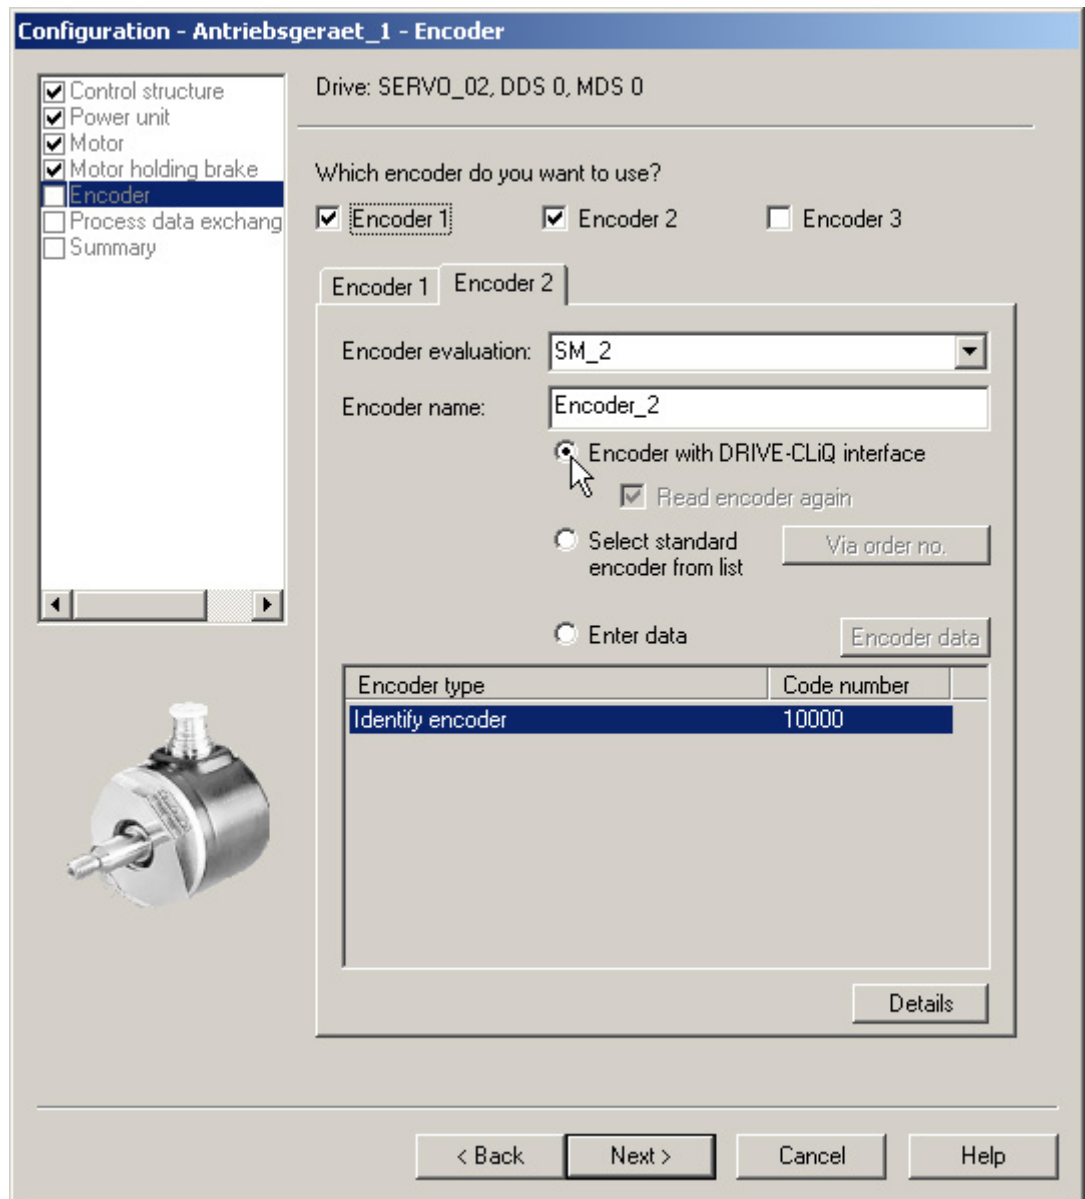 Configuration - Antriebsgeraet_1 - Encoder
Control structure
Power unit
Motor
Motor holding brake
Encoder
Process data exchang
Summary
Drive: SERVO_02, DDS 0, MDS 0
Which encoder do you want to use?
Encoder 1 Encoder 2 Encoder 3
Encoder 1 Encoder 2
Encoder evaluation: SM_2
Encoder name: Encoder_2
Encoder with DRIVE-CLiQ interface
Read encoder again
Select standard
encoder from list
Via order no.
Enter data Encoder data
Encoder type Code number
Identify encoder 10000
Details
< Back Next > Cancel Help